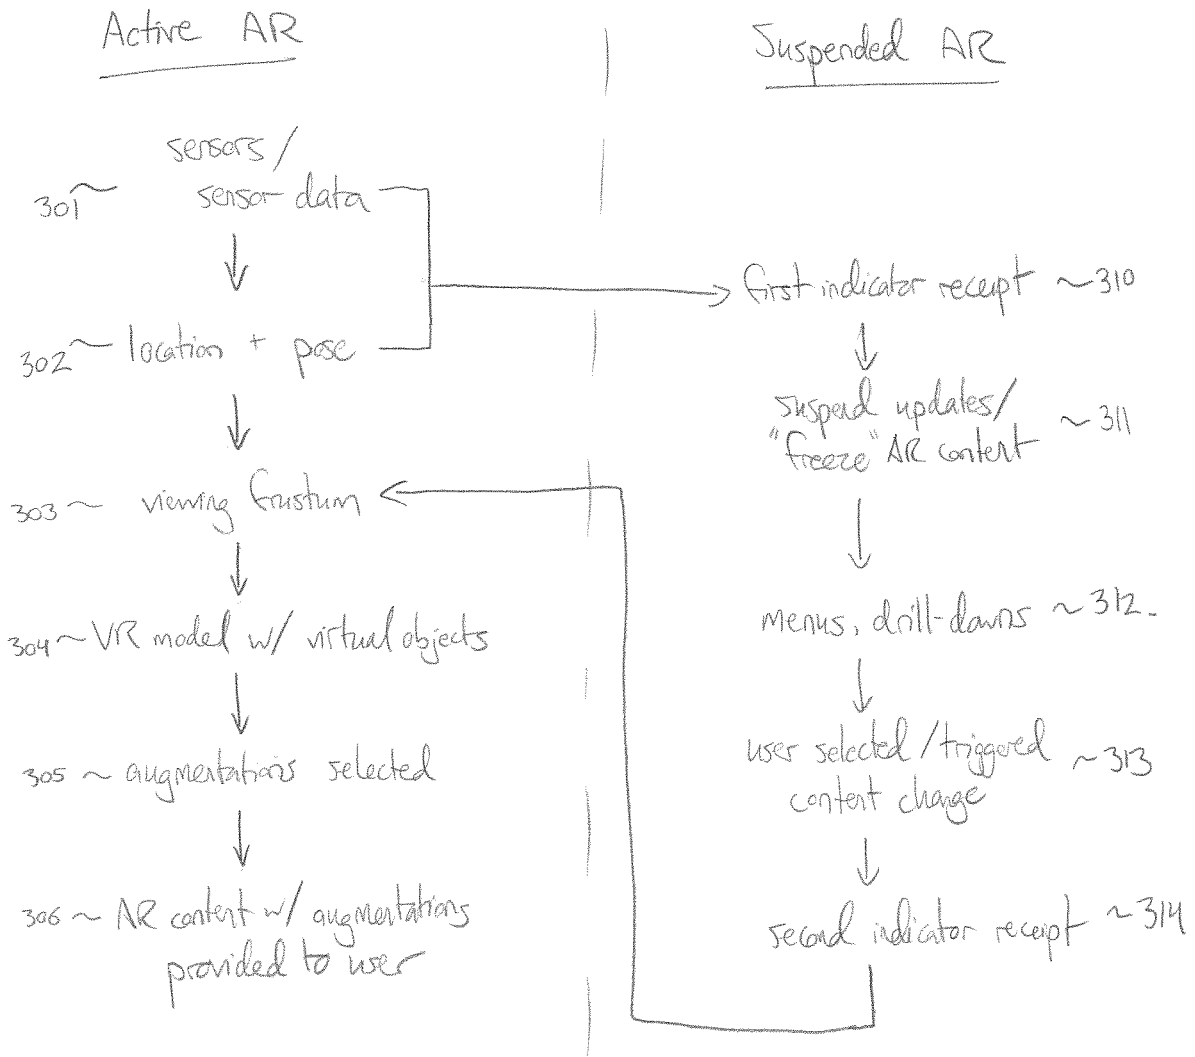 Active AR
sensors/
301 sensor data
302 location + pose
303 viewing frustum
304 VR model w/ virtual objects
305 augmentations selected
306 AR content w/ augmentations
provided to user
Suspended AR
first indicator receipt 310
suspend updates/
"freeze" AR content 311
menus, drill-downs 312
user selected/triggered
content change 313
second indicator receipt 314